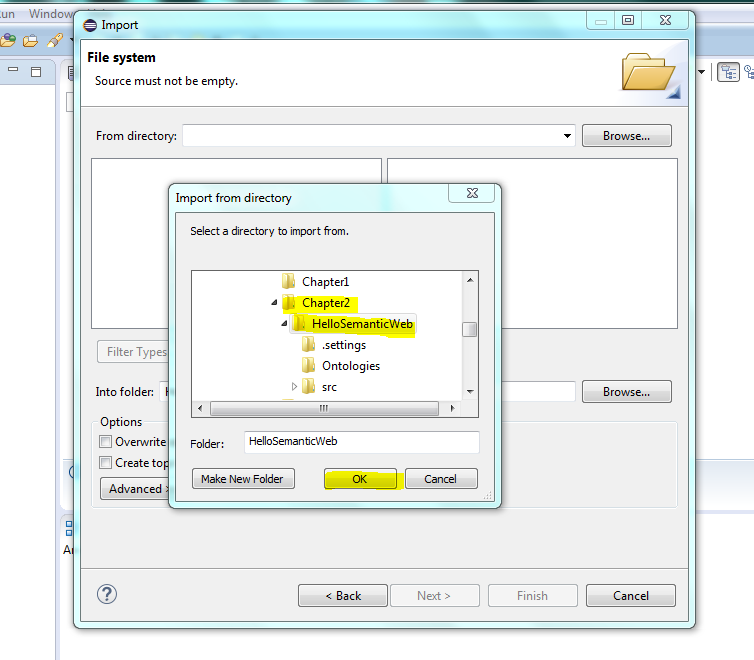 un Window
Import
File system
Source must not be empty.
From directory:
Browse...
Import from directory
Select a directory to import from.
Chapter1
Chapter2
HelloSemanticWeb
.settings
Ontologies
src
Filter Types
Into folder:
Browse...
Options
Overwrite
Create top
Advanced >
Folder: HelloSemanticWeb
Make New Folder OK Cancel
? < Back Next > Finish Cancel